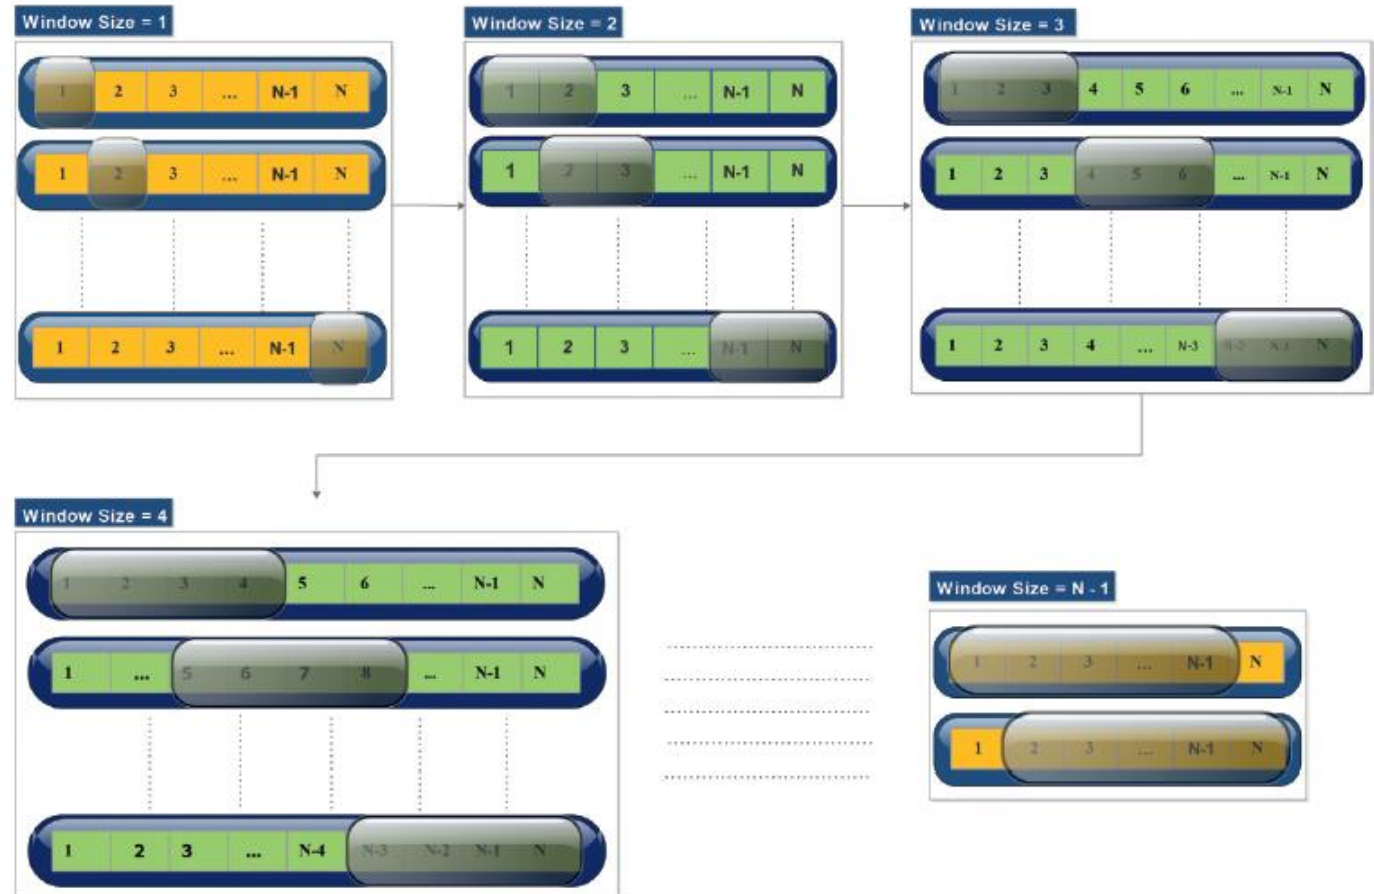 Window Size = 1
1 2 3 ... N-1 N
1 2 3 ... N-1 N
1 2 3 ... N-1 N
Window Size = 2
1 2 3 ... N-1 N
1 2 3 ... N-1 N
1 2 3 ... N-1 N
Window Size = 3
1 2 3 4 5 6 ... N-1 N
1 2 3 4 5 6 ... N-1 N
1 2 3 4 ... N-3 N-2 N-1 N
Window Size = 4
1 2 3 4 5 6 ... N-1 N
1 ... 5 6 7 8 ... N-1 N
1 2 3 ... N-4 N-3 N-2 N-1 N
Window Size = N - 1
1 2 3 ... N-1 N
1 2 3 ... N-1 N